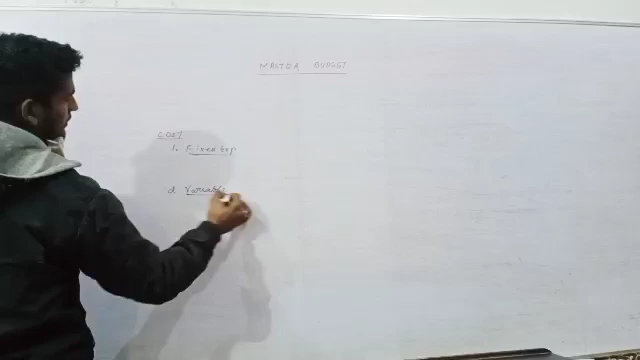 MASTER BUDGET
COST
1. Fixed Exp
2. Variable